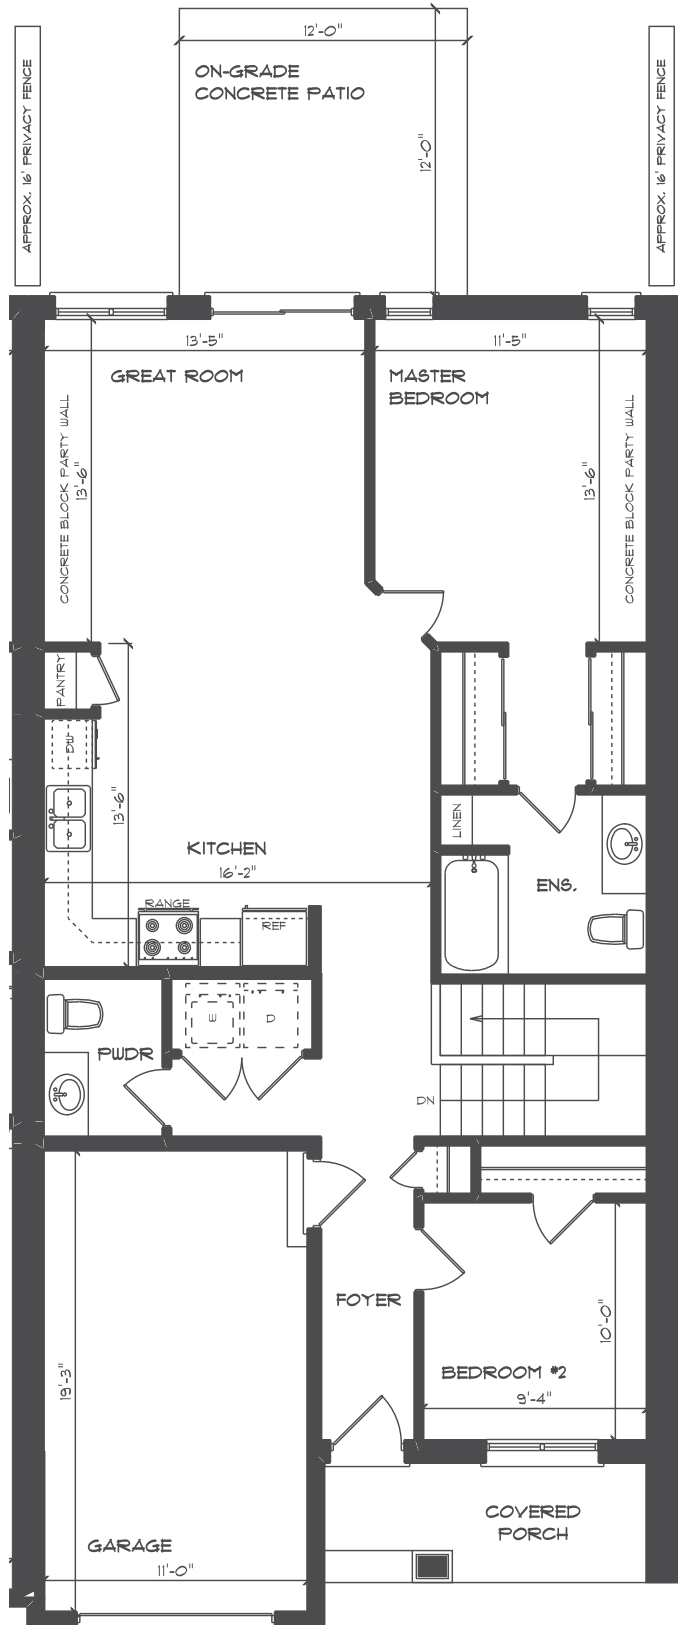 12'-0"
ON-GRADE
CONCRETE PATIO
12'-0"
APPROX. 16' PRIVACY FENCE
APPROX. 16' PRIVACY FENCE
13'-5"
11'-5"
GREAT ROOM
MASTER
BEDROOM
CONCRETE BLOCK PARTY WALL
13'-6"
13'-6"
CONCRETE BLOCK PARTY WALL
PANTRY
DW
13'-6"
LINEN
KITCHEN
16'-2"
ENS.
RANGE
REF
W
D
PWDR
DN
FOYER
10'-0"
19'-3"
BEDROOM #2
9'-4"
COVERED
PORCH
GARAGE
11'-0"